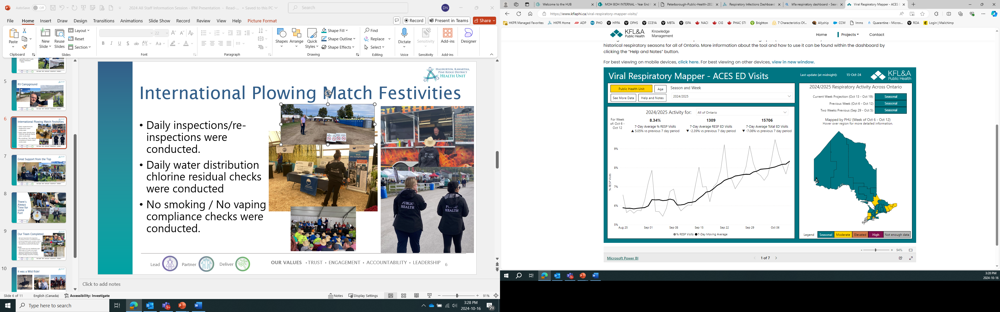 AutoSave
Off
2024 All Staff Information Session - IPM Presentation - Read-... • Saved to this PC
Search
DN
File
Home
Insert
Draw
Design
Transitions
Animations
Slide Show
Record
Review
View
Help
Picture Format
Record
Present in Teams
Share
Paste
New Slide
Reuse Slides
Layout
Reset
Section
22
Shapes
Arrange
Quick Styles
Shape Fill
Shape Outline
Shape Effects
Find
Replace
Select
Dictate
Sensitivity
Add-ins
Designer
Clipboard
Slides
Font
Paragraph
Drawing
Editing
Voice
Sensitivity
Add-ins
5
RV Campground
6
International Plowing Match Festivities
7
Great Support from the Top
8
There's
Always
Time for
some
Fun!
9
Our Team Completed
10
It was a Wild Ride!
HALIBURTON, KAWARTHA,
PINE RIDGE DISTRICT
HEALTH UNIT
International Plowing Match Festivities
• Daily inspections/re-
inspections were
conducted.
• Daily water distribution
chlorine residual checks
were conducted
• No smoking / No vaping
compliance checks were
conducted.
PUBLIC
HEALTH
PUBLIC
HEALTH
Lead
Partner
Deliver
OUR VALUES • TRUST • ENGAGEMENT • ACCOUNTABILITY • LEADERSHIP
6
Click to add notes
Slide 6 of 11
English (Canada)
Accessibility: Investigate
Notes
Display Settings
91%
Type here to search
3:28 PM
2024-10-16
20
Welcome to the HUB
MOH BOH INTERNAL - Year End
Peterborough-Public-Health-202
Respiratory Infections Dashboard
kfla respiratory dashboard - Sear
Viral Respiratory Mapper - ACES E
https://www.kflaphi.ca/viral-respiratory-mapper-visits/
HKPR Managed Favorites
HKPR Home
ADP
PHO
HPPA
OPHS
CCEYA
MBTA
ISPA
NACI
CIG
PHAC STI
Brighton
7 Characteristics Of...
Allyship
CCM
Imms
Quarantine - Micros...
ROA
Login | Mailchimp
KFL&A
Public Health
Knowledge
Management
Home
Projects
Contact
historical respiratory seasons for all of Ontario. More information about the tool and how to use it can be found within the dashboard by
clicking the "Help and Notes" button.
For best viewing on mobile devices, click here. For best viewing on other devices, view in new window.
Viral Respiratory Mapper - ACES ED Visits
Last update (at midnight): 15-Oct-24
KFL&A
Public Health
Public Health Unit
Age
Season and Week
See More Data
Help and Notes
2024/2025
2024/2025 Activity for: All of Ontario
For Week
of: Oct 6 -
Oct 12
8.34%
7-Day Average % RESP Visits
▲ 5.05% vs previous 7 day period
1309
7-Day Average RESP ED Visits
▼ -2.39% vs previous 7 day period
15706
7-Day Average Total ED Visits
▼ -7.08% vs previous 7 day period
% RESP Visits
9%
8%
7%
6%
5%
Aug 25
Sep 01
Sep 08
Sep 15
Sep 22
Sep 29
Oct 06
% RESP Visits
7-Day Moving Average
2024/2025 Respiratory Activity Across Ontario
Current Week Projection (Oct 13 - Oct 19): Seasonal
Previous Week (Oct 6 - Oct 12) Seasonal
Two Weeks Previous (Sep 29 - Oct 5): Seasonal
Mapped by PHU (Week of Oct 6 - Oct 12)
Hover over region for more detailed information.
Legend
Seasonal
Moderate
Elevated
High
Not enough data
94%
Microsoft Power BI
1 of 7
3:28 PM
2024-10-16